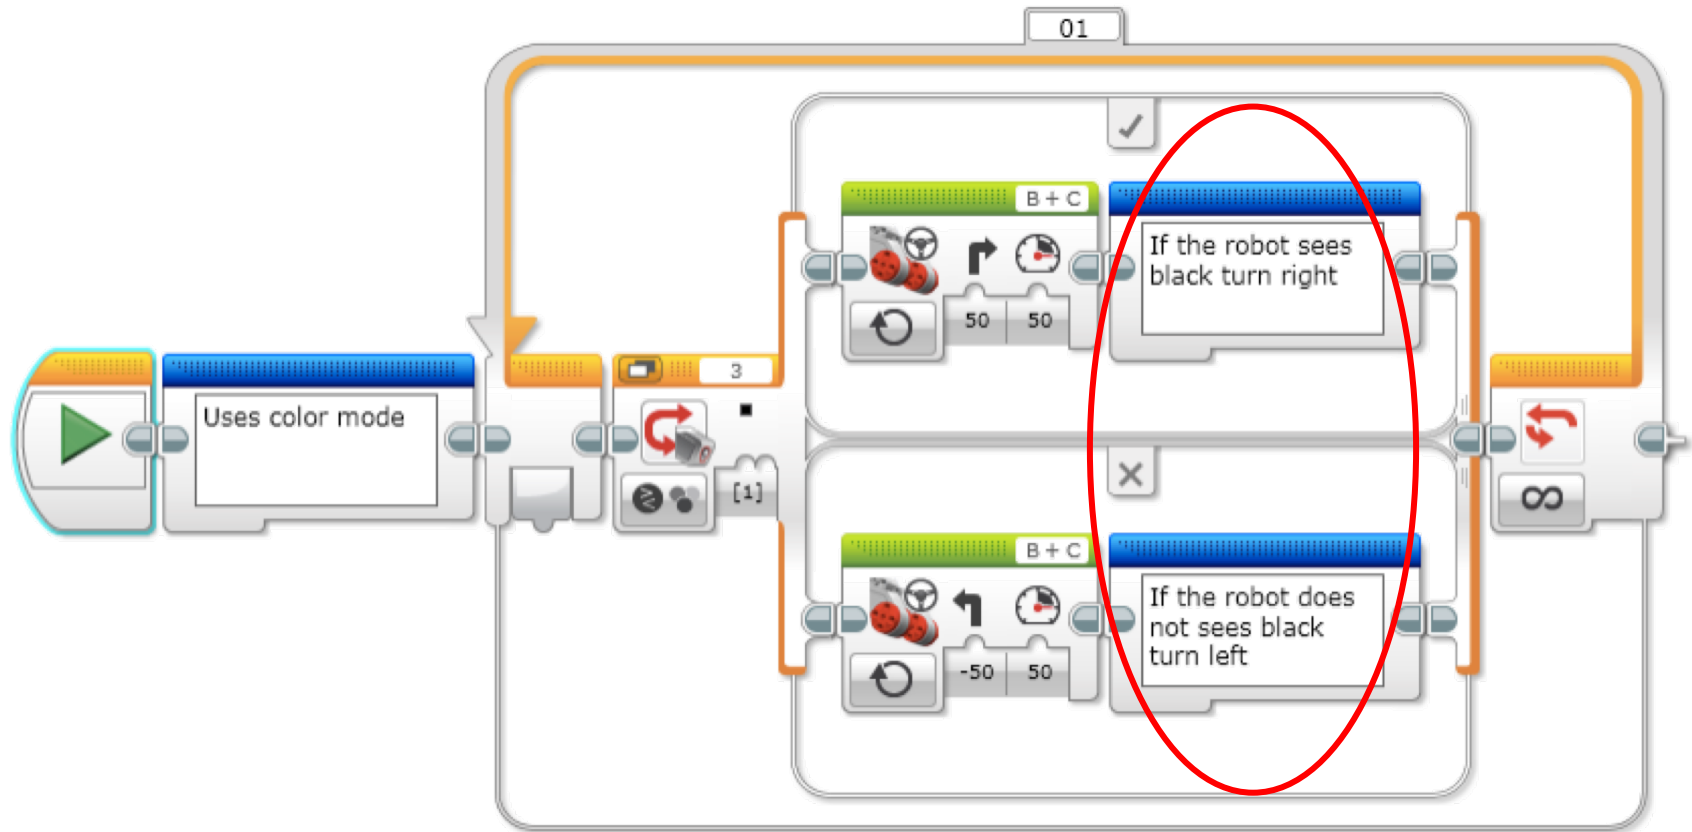 01
B + C
If the robot sees
black turn right
50 50
Uses color mode
3
[1]
∞
B + C
If the robot does
not sees black
turn left
-50 50